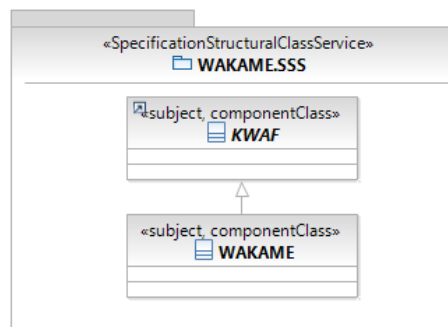 «SpecificationStructuralClassService»
WAKAME.SSS
«subject, componentClass»
KWAF
«subject, componentClass»
WAKAME